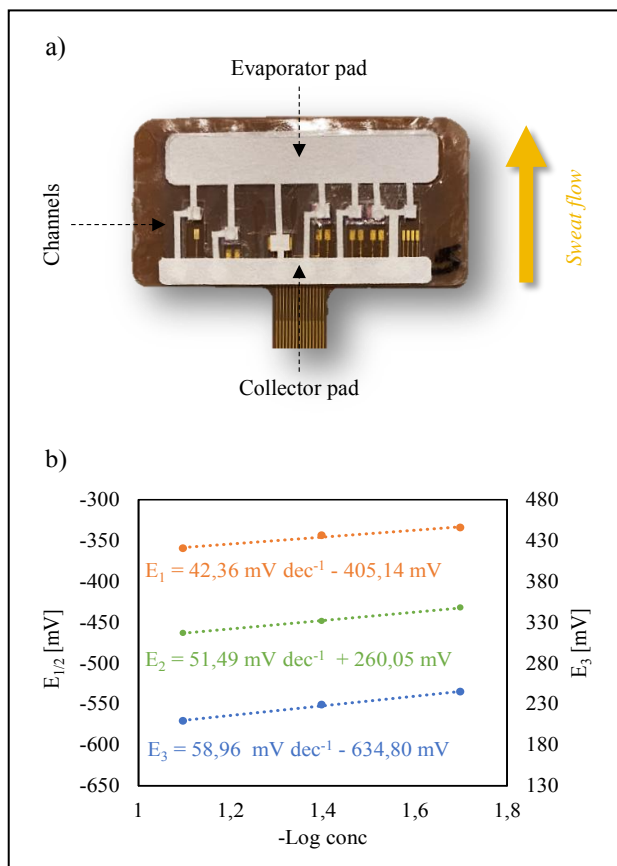 a)
Evaporator pad
Channels
Sweat flow
Collector pad
b)
-300
-350
-400
-450
-500
-550
-600
-650
E1/2 [mV]
480
430
380
330
280
230
180
130
E3 [mV]
E₁ = 42,36 mV dec⁻¹ - 405,14 mV
E₂ = 51,49 mV dec⁻¹ + 260,05 mV
E₃ = 58,96 mV dec⁻¹ - 634,80 mV
1 1,2 1,4 1,6 1,8
-Log conc